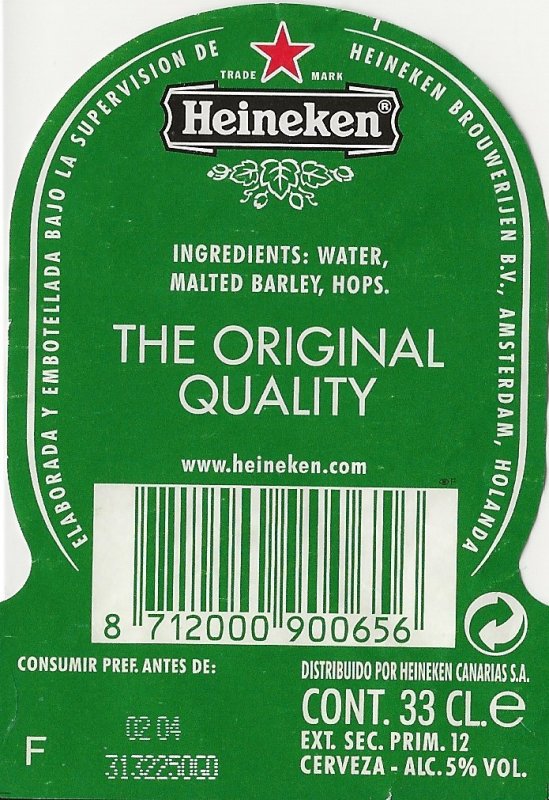 ELABORADA Y EMBOTELLADA BAJO LA SUPERVISION DE
HEINEKEN BROUWERIJEN B.V., AMSTERDAM, HOLANDA
TRADE MARK
Heineken®
INGREDIENTS: WATER,
MALTED BARLEY, HOPS.
THE ORIGINAL
QUALITY
www.heineken.com
8 712000 900656
CONSUMIR PREF. ANTES DE:
02 04
F
DISTRIBUIDO POR HEINEKEN CANARIAS S.A.
CONT. 33 CL. e
EXT. SEC. PRIM. 12
CERVEZA - ALC. 5% VOL.